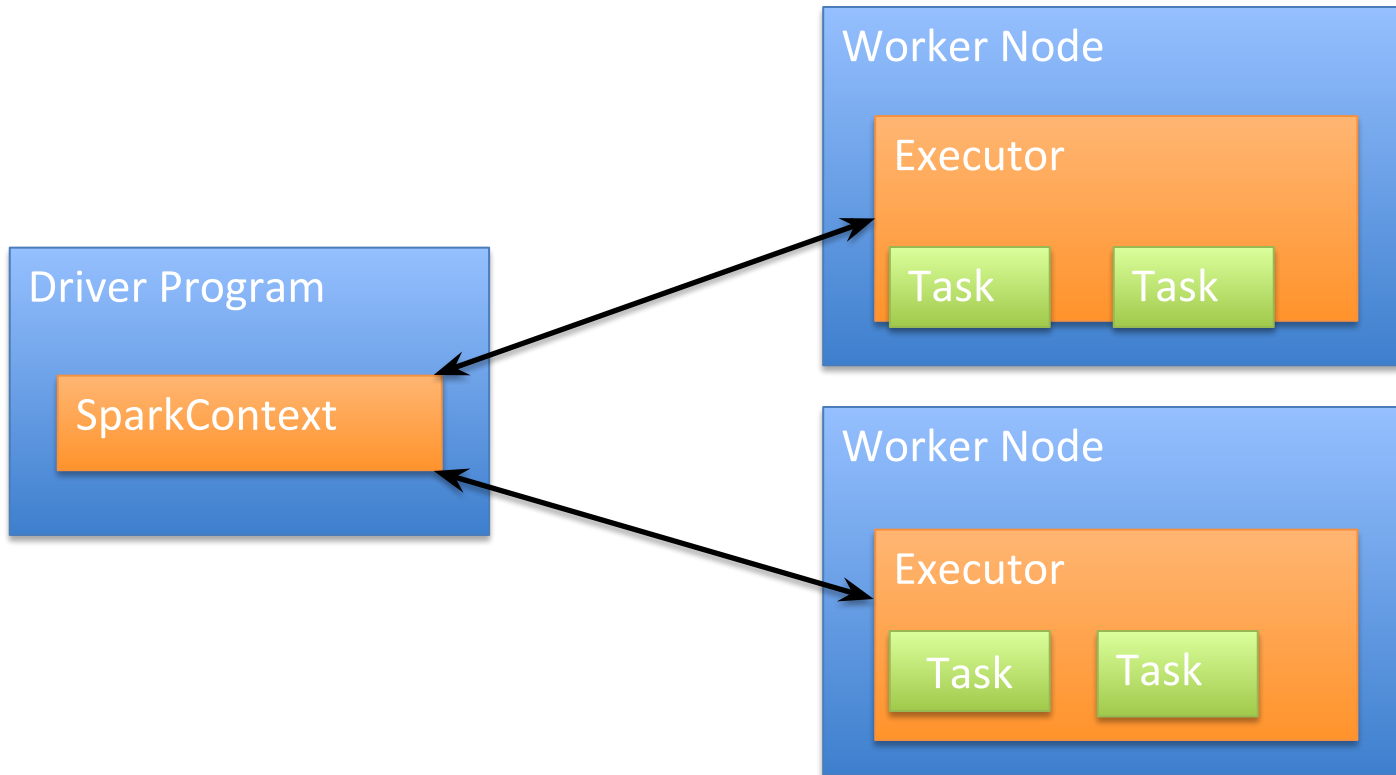 Driver Program
SparkContext
Worker Node
Executor
Task
Task
Worker Node
Executor
Task
Task